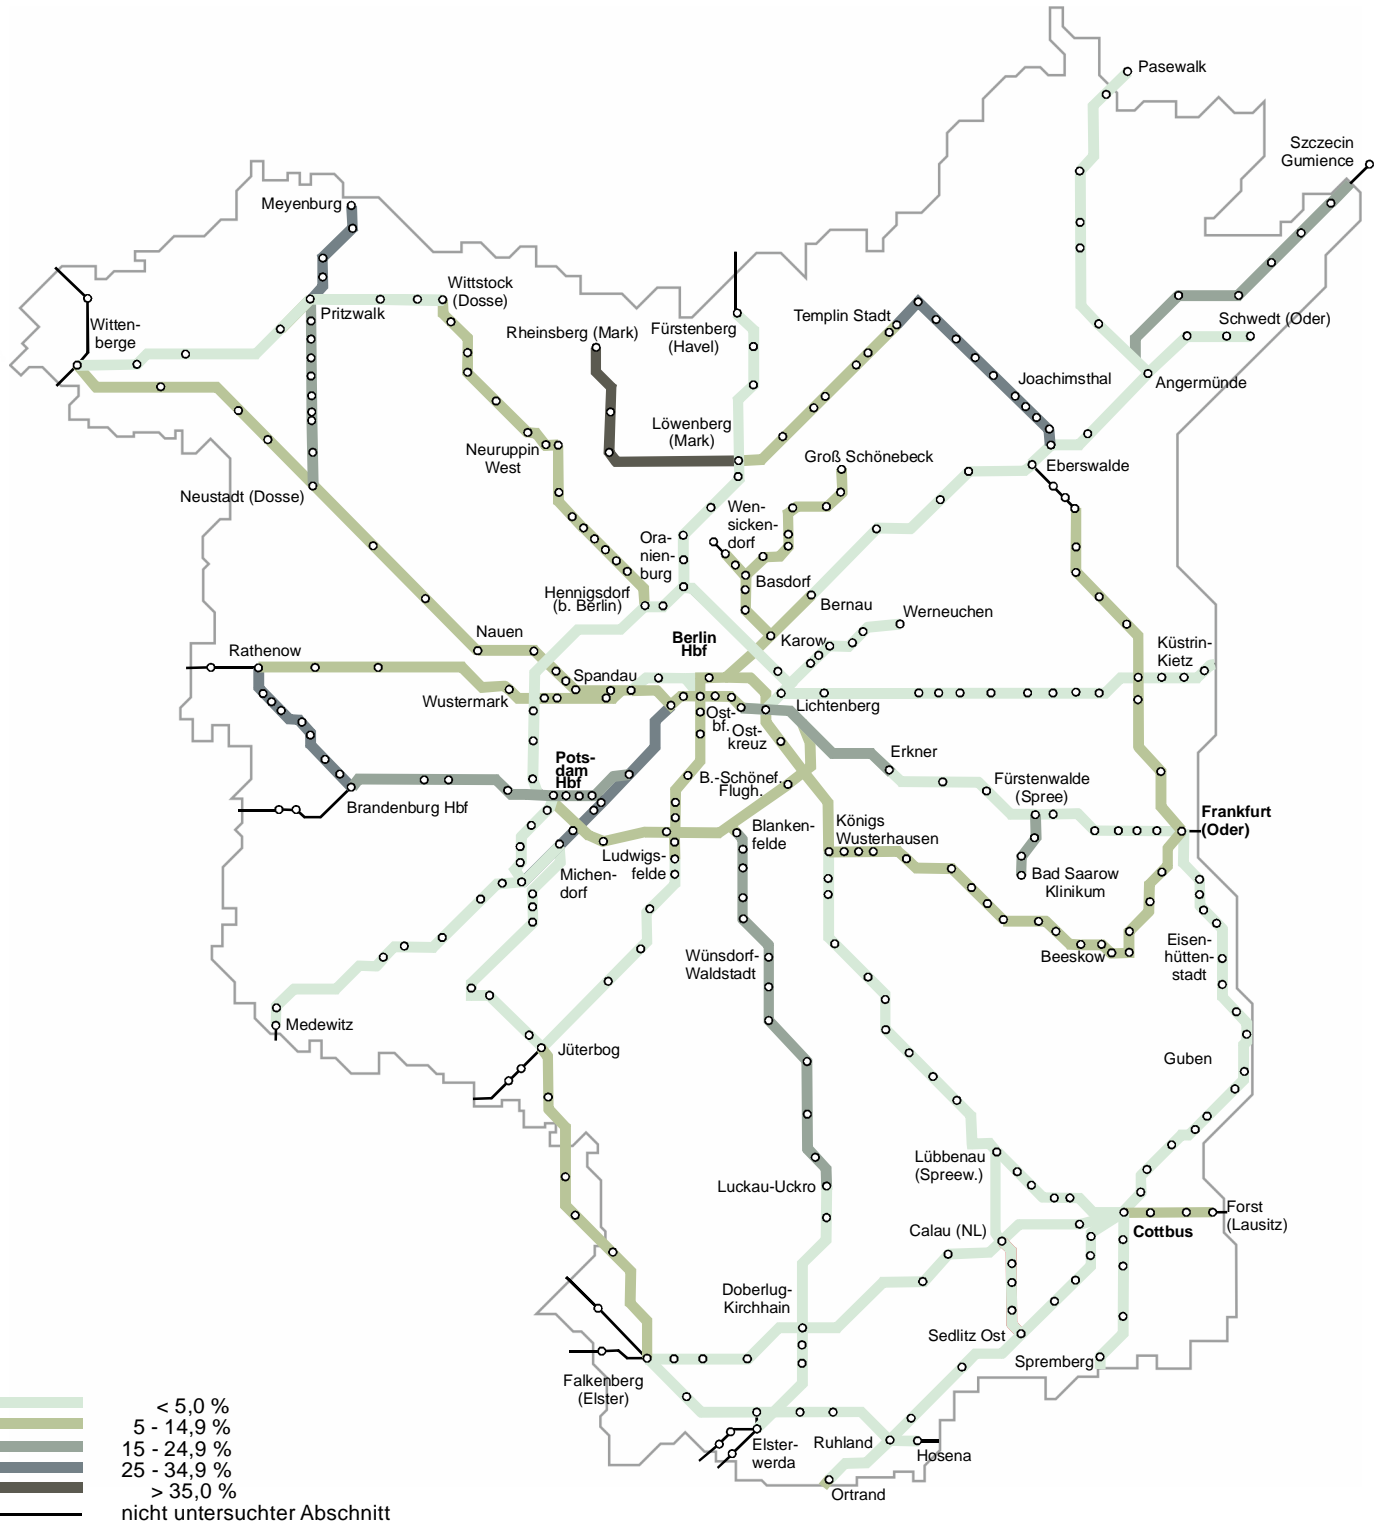 Pasewalk
Szczecin
Gumience
Meyenburg
Wittstock
(Dosse)
Pritzwalk
Witten-
berge
Rheinsberg (Mark)
Fürstenberg
(Havel)
Templin Stadt
Schwedt (Oder)
Joachimsthal
Angermünde
Löwenberg
(Mark)
Neuruppin
West
Groß Schönebeck
Eberswalde
Neustadt (Dosse)
Wen-
sicken-
dorf
Ora-
nien-
burg
Basdorf
Hennigsdorf
(b. Berlin)
Bernau
Werneuchen
Nauen
Berlin
Hbf
Karow
Küstrin-
Kietz
Rathenow
Spandau
Wustermark
Lichtenberg
Ost-
bf.
Ost-
kreuz
Erkner
Pots-
dam
Hbf
B.-Schönef.
Flugh.
Fürstenwalde
(Spree)
Brandenburg Hbf
Frankfurt
(Oder)
Blanken-
felde
Königs
Wusterhausen
Ludwigs-
felde
Michen-
dorf
Bad Saarow
Klinikum
Wünsdorf-
Waldstadt
Beeskow
Eisen-
hütten-
stadt
Medewitz
Jüterbog
Guben
Lübbenau
(Spreew.)
Luckau-Uckro
Forst
(Lausitz)
Calau (NL)
Cottbus
Doberlug-
Kirchhain
Sedlitz Ost
Spremberg
Falkenberg
(Elster)
Elster-
werda
Ruhland
Hosena
Ortrand
< 5,0 %
5 - 14,9 %
15 - 24,9 %
25 - 34,9 %
> 35,0 %
nicht untersuchter Abschnitt